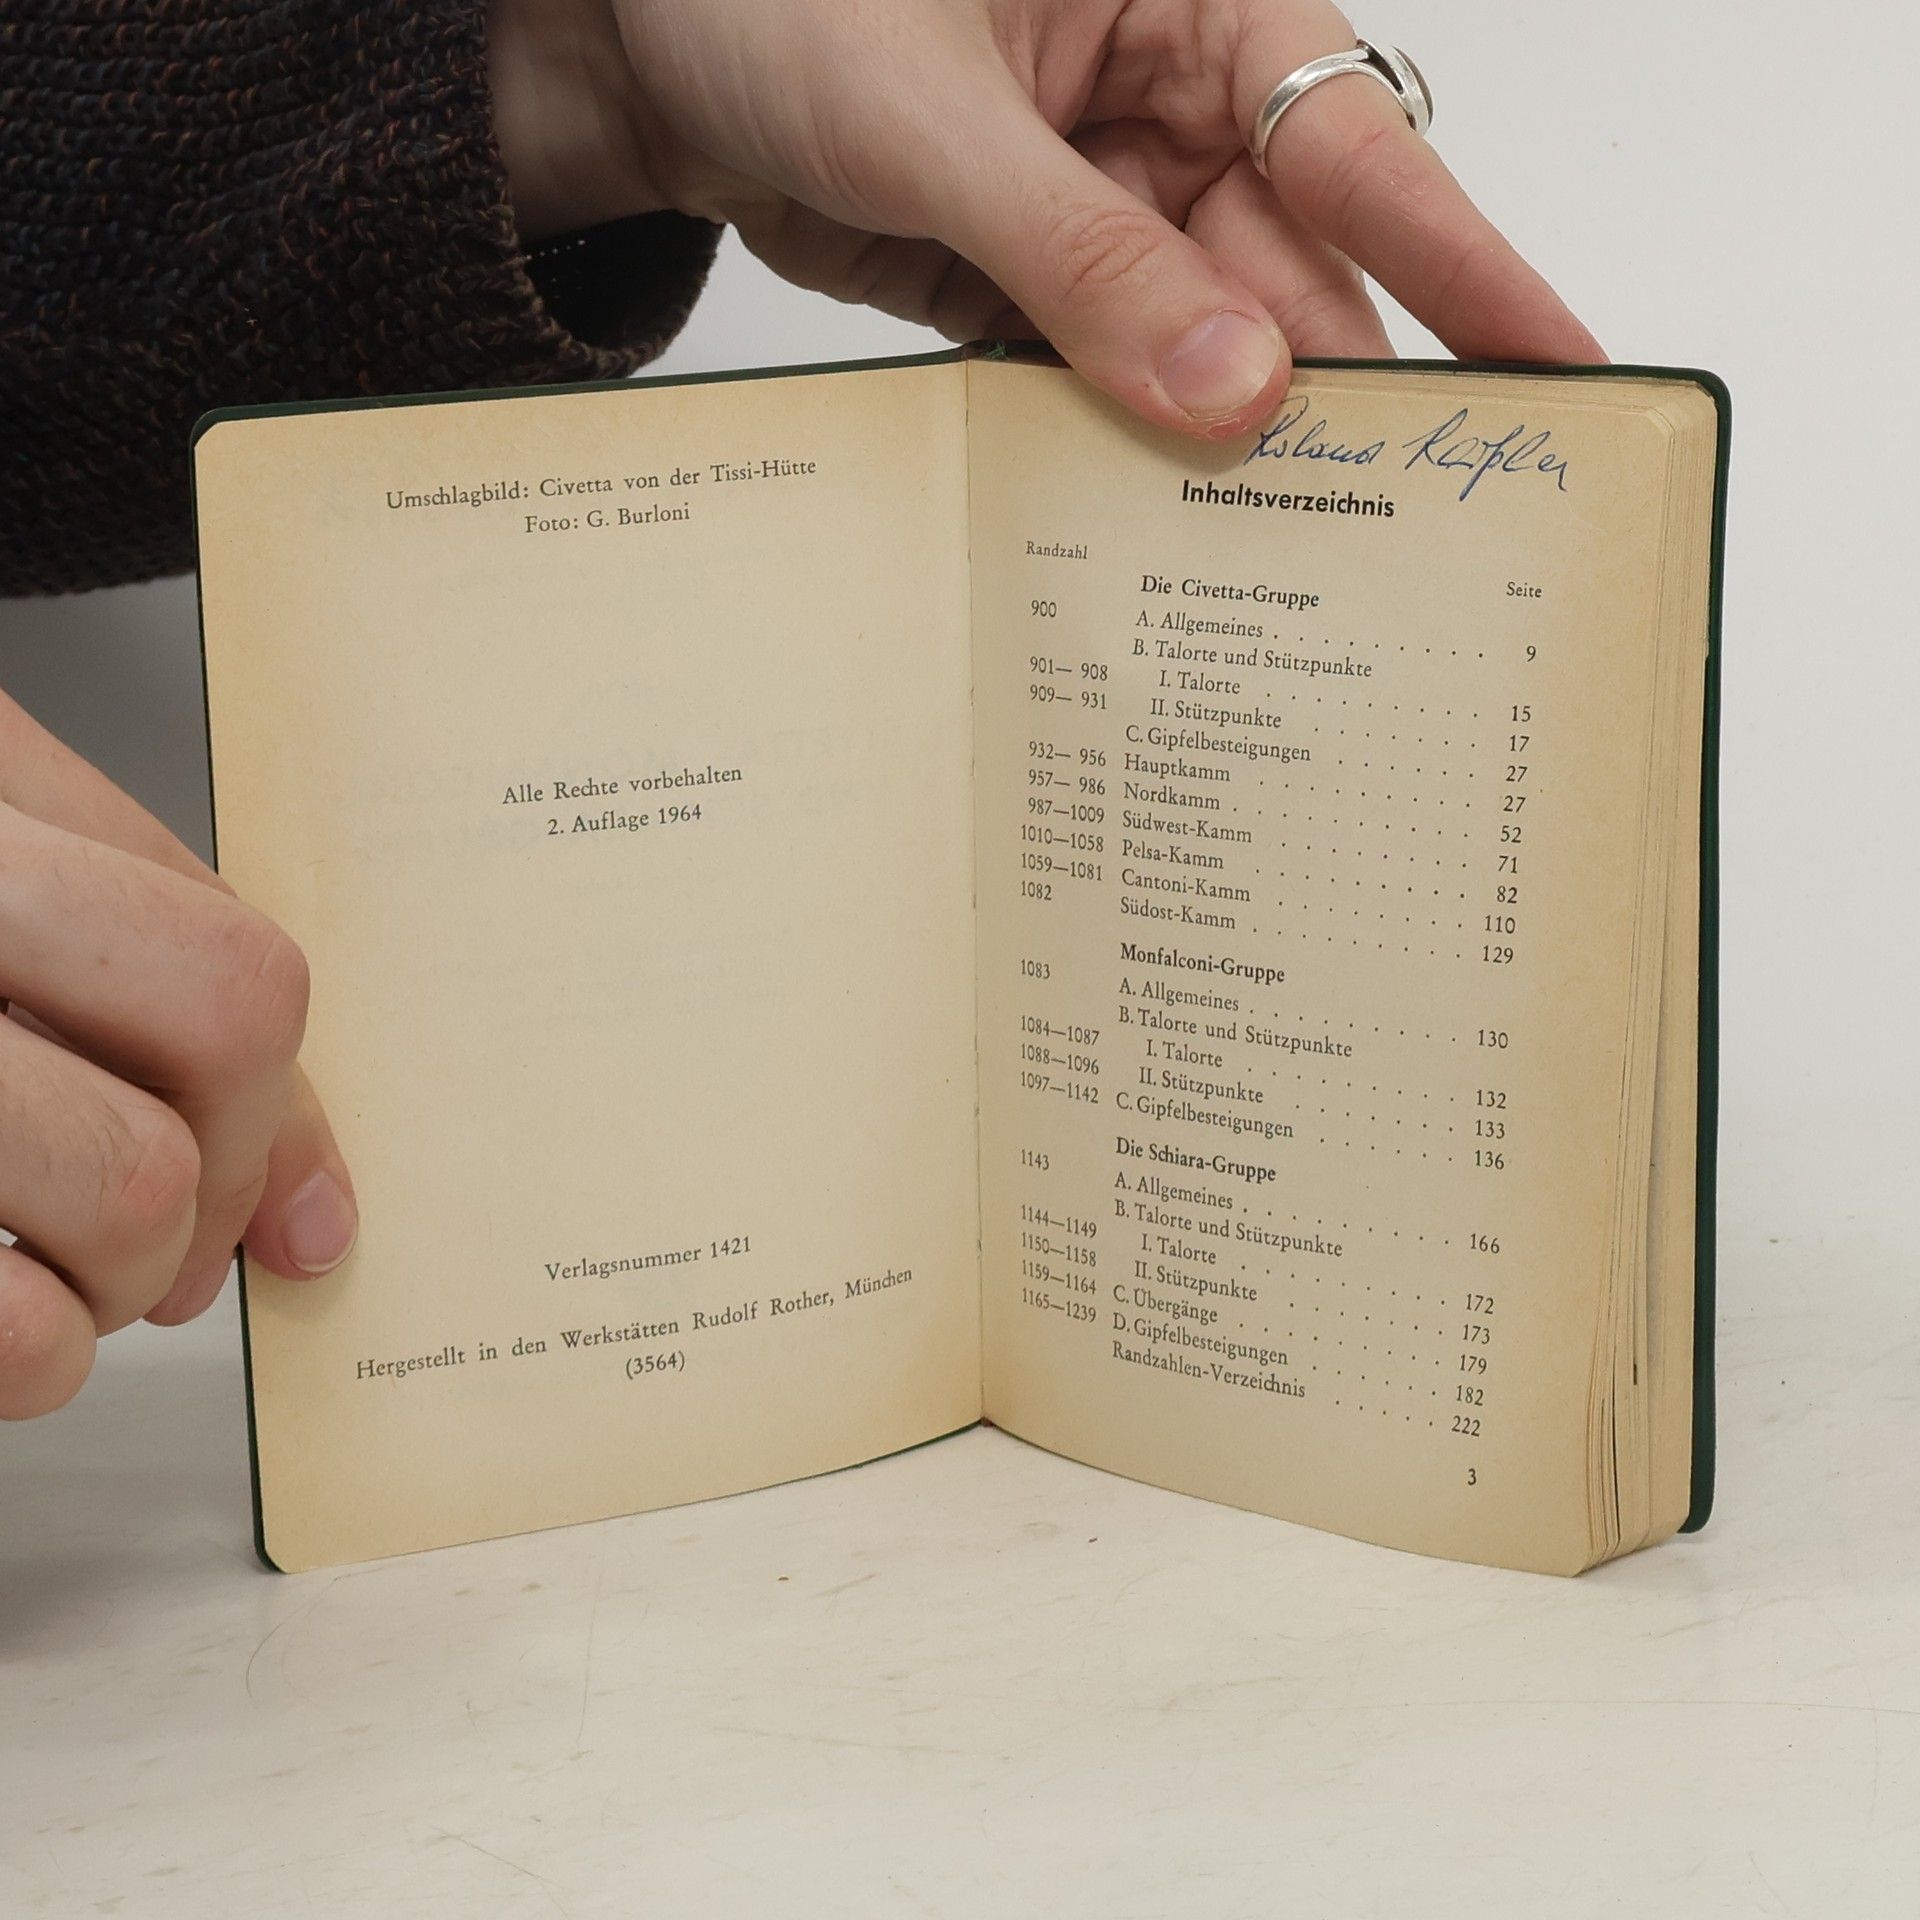 Umschlagbild: Civetta von der Tissi-Hütte
Foto: G. Burloni
Alle Rechte vorbehalten
2. Auflage 1964
Verlagsnummer 1421
Hergestellt in den Werkstätten Rudolf Rother, München
(3564)
Roland
Inhaltsverzeichnis
Randzahl Seite
Die Civetta-Gruppe
900 A. Allgemeines . . . . . . . . . 9
B. Talorte und Stützpunkte
901— 908 I. Talorte . . . . . . . . . 15
909— 931 II. Stützpunkte . . . . . . . 17
C. Gipfelbesteigungen . . . . . . 27
932— 956 Hauptkamm . . . . . . . . . 27
957— 986 Nordkamm . . . . . . . . . . 52
987—1009 Südwest-Kamm . . . . . . . . 71
1010—1058 Pelsa-Kamm . . . . . . . . . 82
1059—1081 Cantoni-Kamm . . . . . . . . 110
1082 Südost-Kamm . . . . . . . . . 129
Monfalconi-Gruppe
1083 A. Allgemeines . . . . . . . . . 130
B. Talorte und Stützpunkte
1084—1087 I. Talorte . . . . . . . . . 132
1088—1096 II. Stützpunkte . . . . . . . 133
1097—1142 C. Gipfelbesteigungen . . . . . . 136
Die Schiara-Gruppe
1143 A. Allgemeines . . . . . . . . . 166
B. Talorte und Stützpunkte
1144—1149 I. Talorte . . . . . . . . . 172
1150—1158 II. Stützpunkte . . . . . . . 173
1159—1164 C. Übergänge . . . . . . . . . 179
1165—1239 D. Gipfelbesteigungen . . . . . . 182
Randzahlen-Verzeichnis . . . . . 222
3